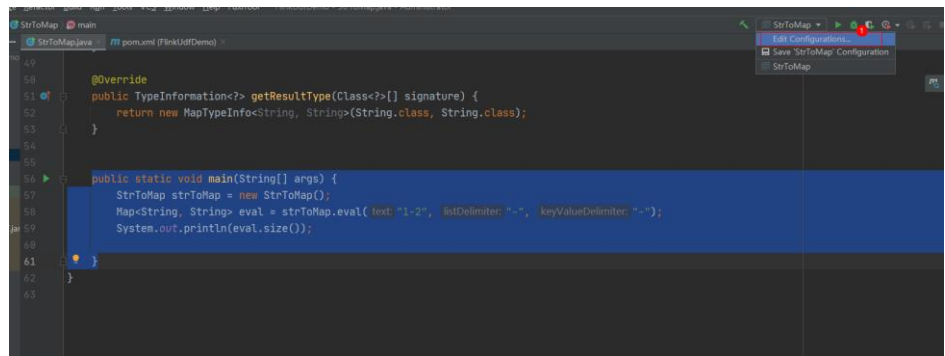 StrToMap main StrToMap
1
Edit Configurations...
StrToMap.java pom.xml (FlinkUdfDemo)
Save 'StrToMap' Configuration
StrToMap
49
50 @Override
51 public TypeInformation<?> getResultType(Class<?>[] signature) {
52 return new MapTypeInfo<String, String>(String.class, String.class);
53 }
54
55
56 public static void main(String[] args) {
57 StrToMap strToMap = new StrToMap();
58 Map<String, String> eval = strToMap.eval( text: "1-2", listDelimiter: "-", keyValueDelimiter: "-");
59 System.out.println(eval.size());
60
61 }
62 }
63